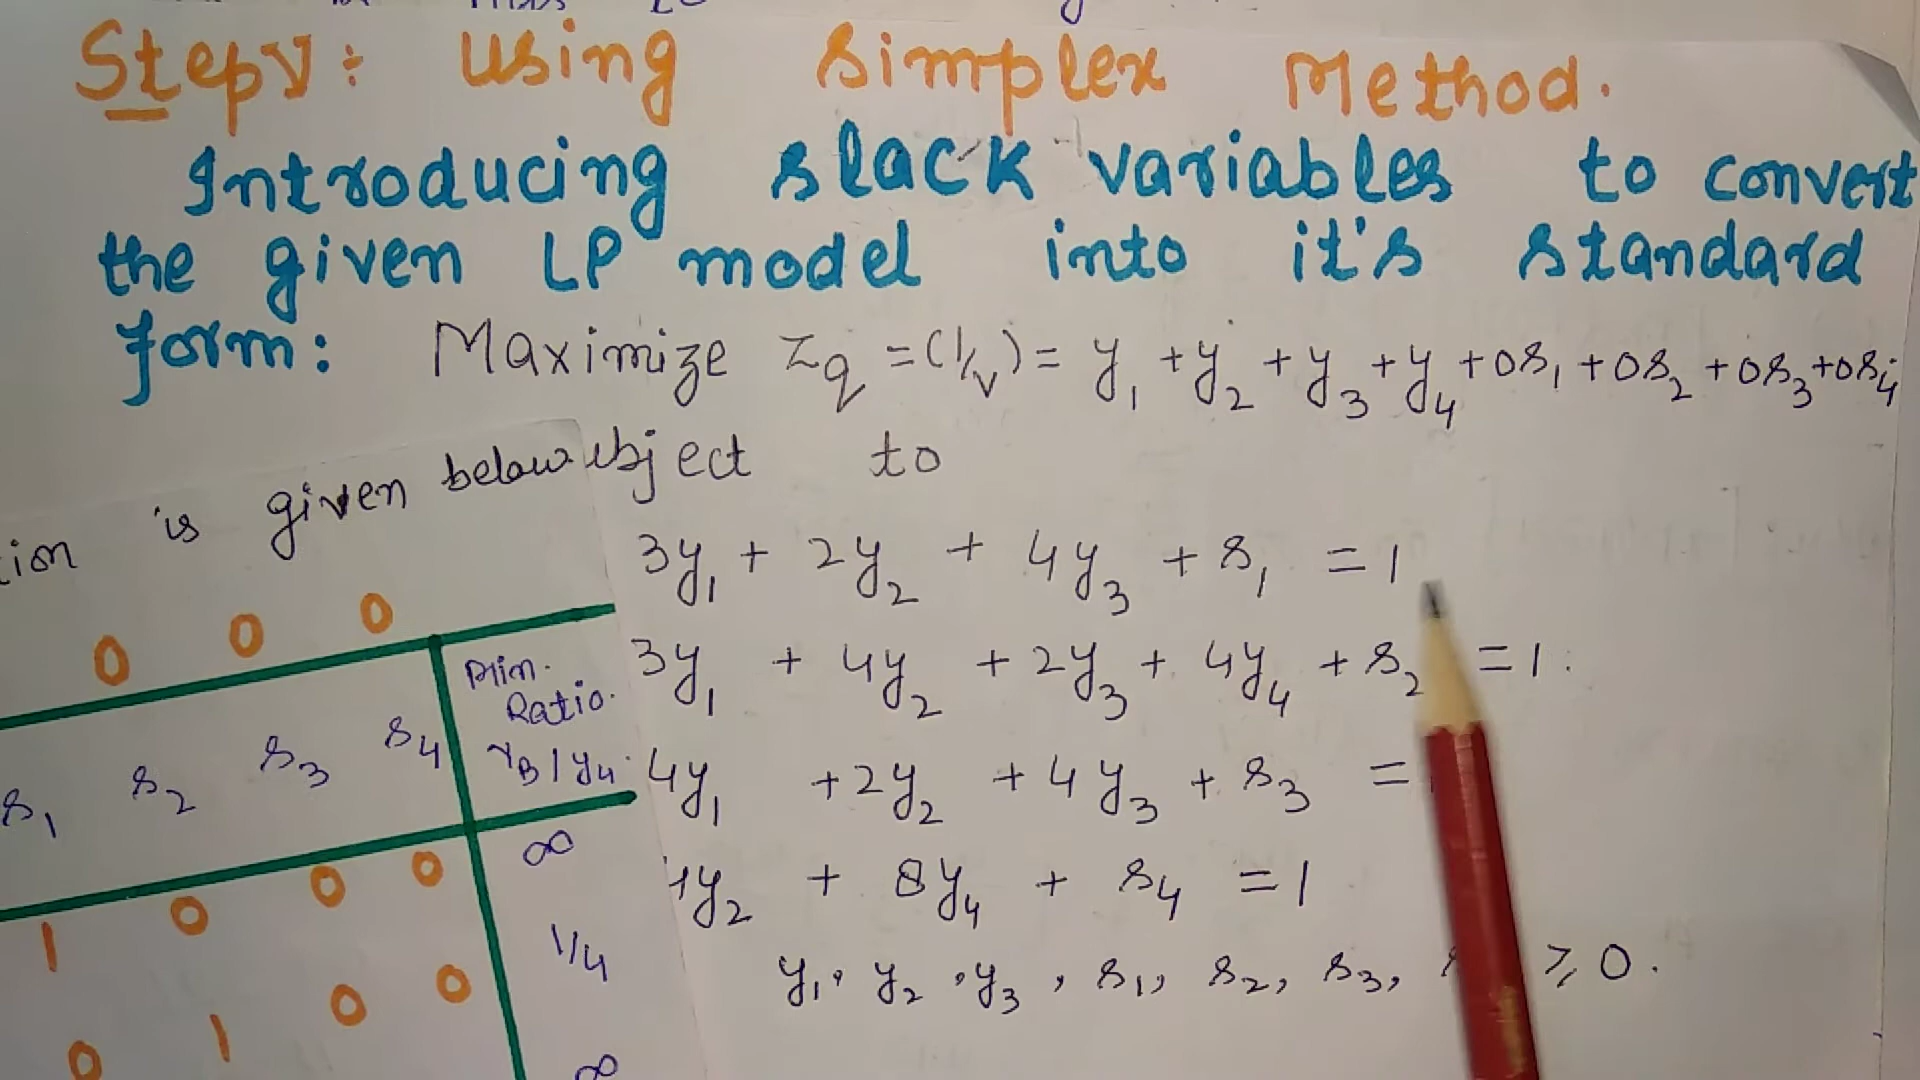 Step V: Using Simplex Method.
Introducing slack variables to convert
the given LP model into it's standard
form: Maximize Zq = (1/v) = y₁ + y₂ + y₃ + y₄ + 0s₁ + 0s₂ + 0s₃ + 0s₄
ubject to
3y₁ + 2y₂ + 4y₃ + s₁ = 1
3y₁ + 4y₂ + 2y₃ + 4y₄ + s₂ = 1
4y₁ + 2y₂ + 4y₃ + s₃ =
4y₂ + 8y₄ + s₄ = 1
y₁, y₂, y₃, s₁, s₂, s₃, ≥ 0.
tion is given below
0 0 0
s₁ s₂ s₃ s₄ Min. Ratio. yB/y4
1 0 0 0 ∞
0 1 0 0 1/4
∞